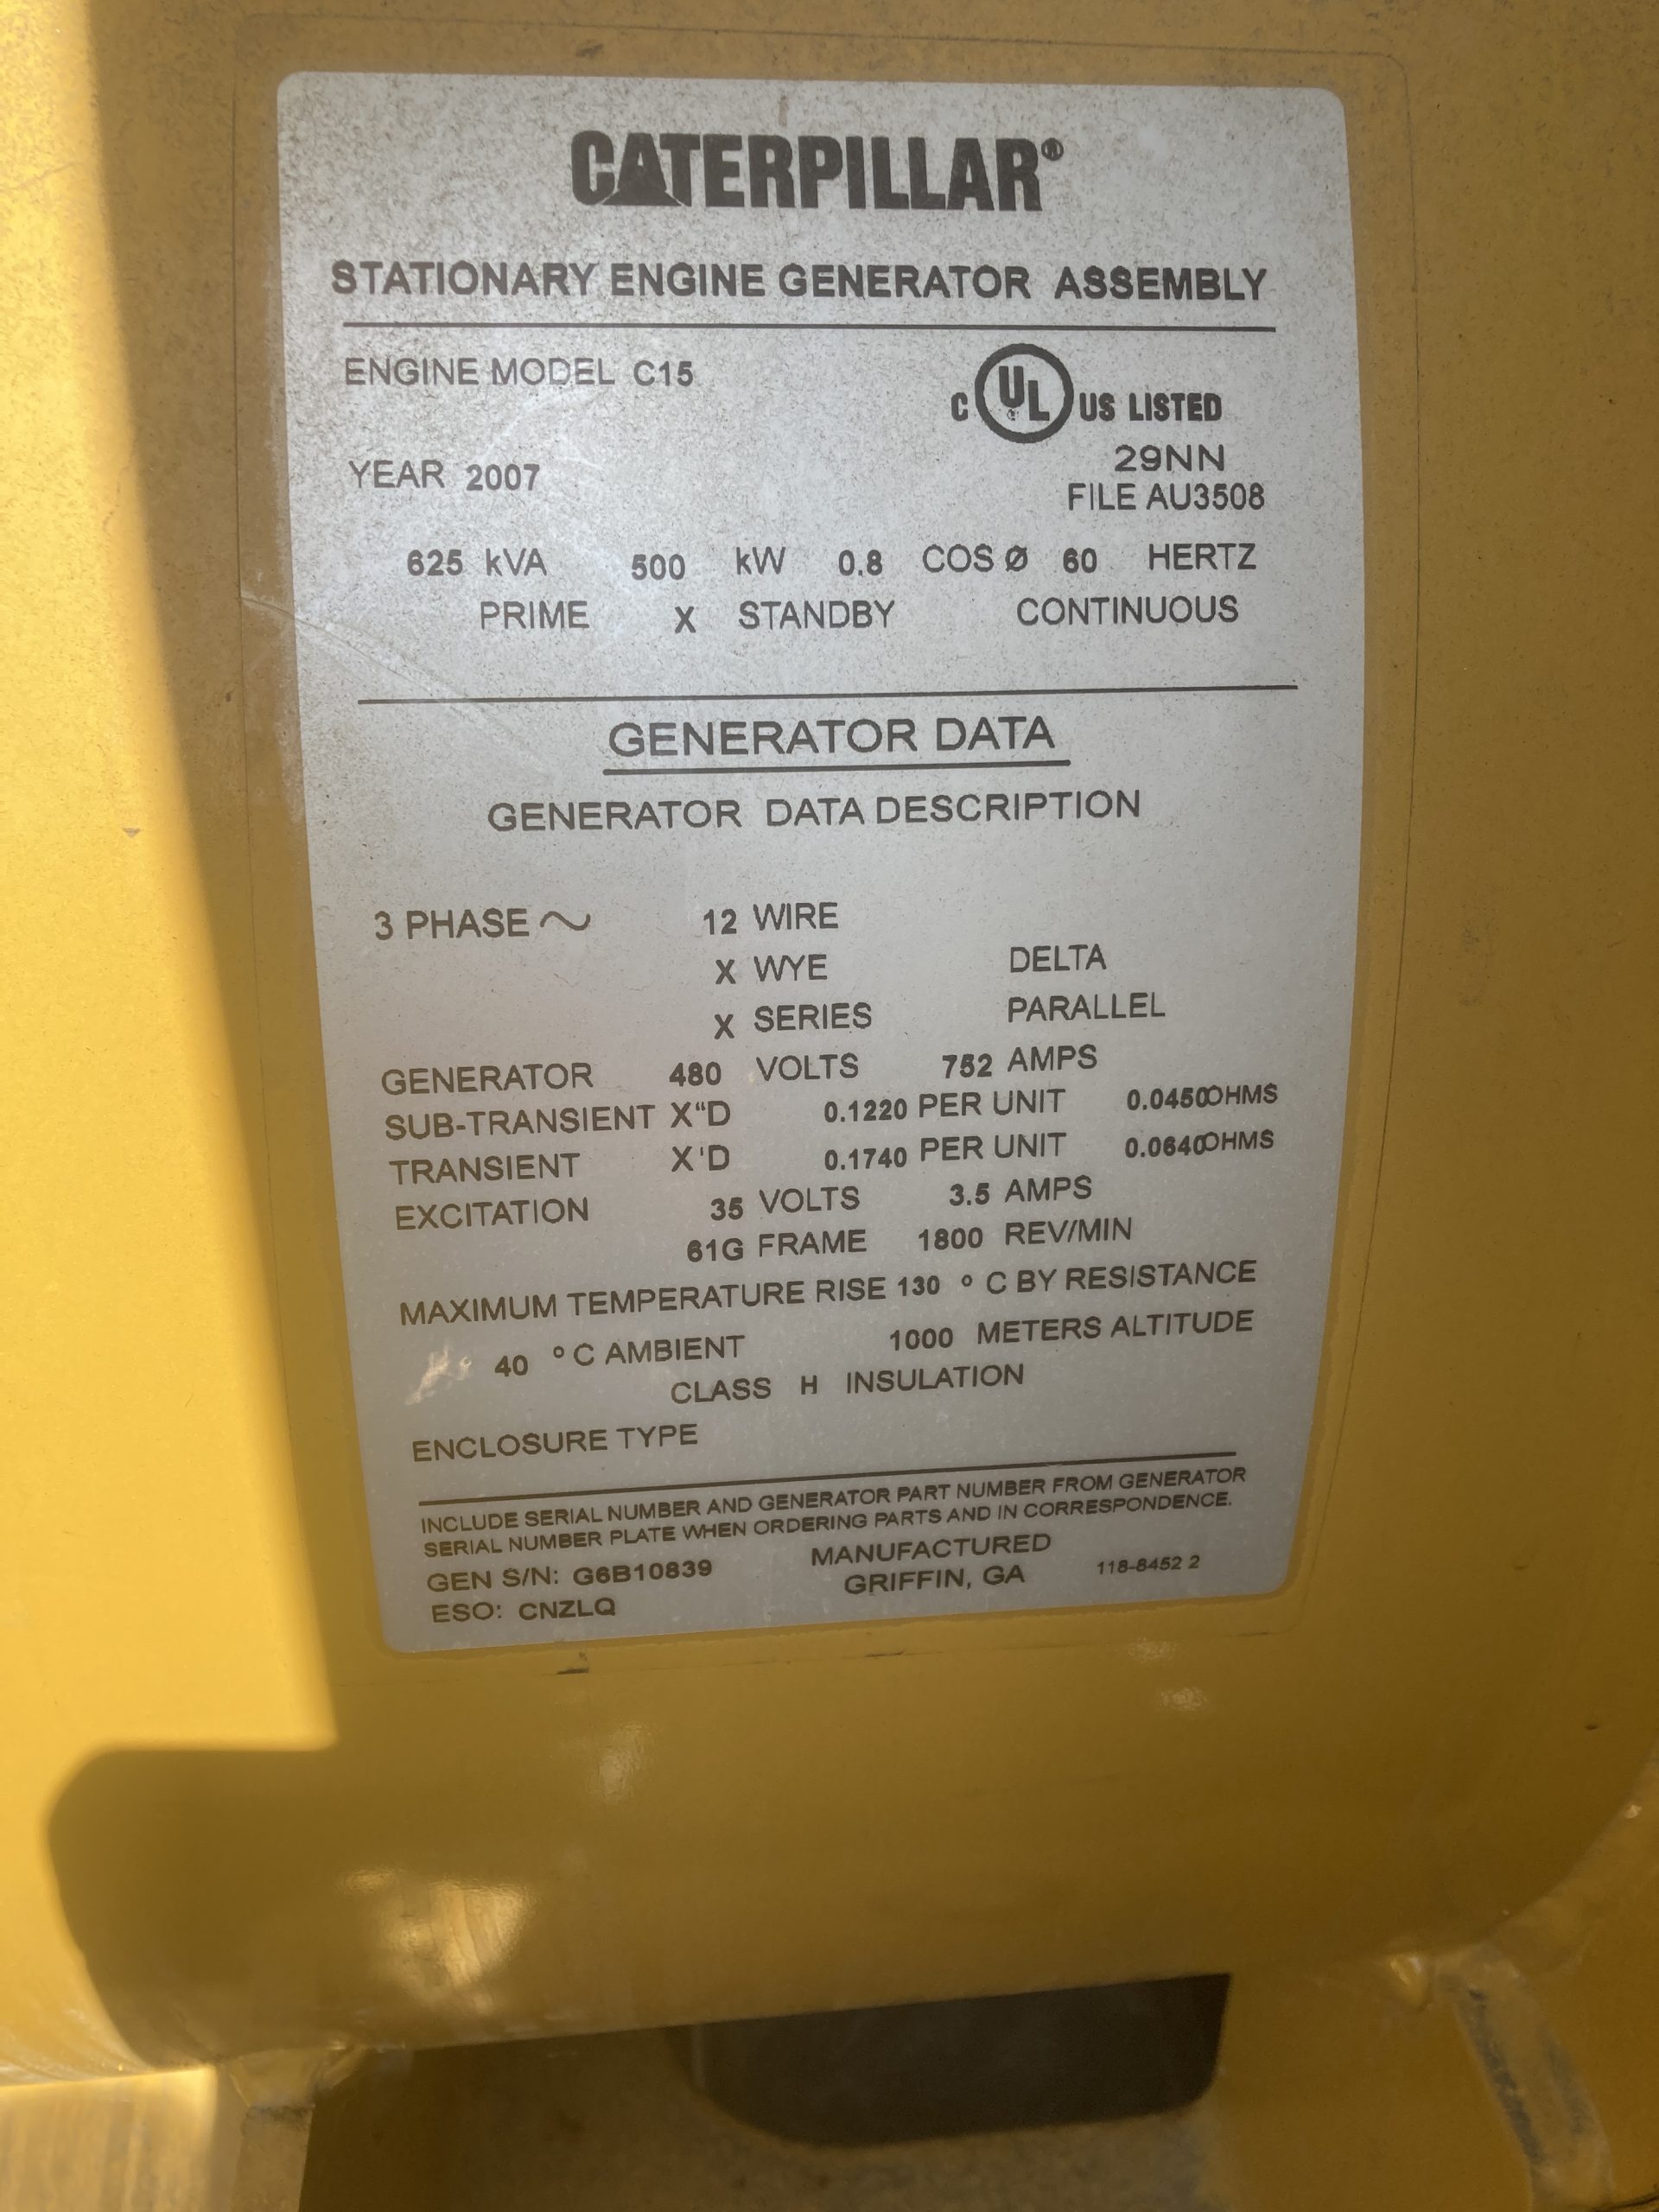 CATERPILLAR®
STATIONARY ENGINE GENERATOR ASSEMBLY
ENGINE MODEL C15
C UL US LISTED
YEAR 2007
29NN
FILE AU3508
625 kVA 500 kW 0.8 COS Ø 60 HERTZ
PRIME X STANDBY CONTINUOUS
GENERATOR DATA
GENERATOR DATA DESCRIPTION
3 PHASE ~ 12 WIRE
X WYE DELTA
X SERIES PARALLEL
GENERATOR 480 VOLTS 752 AMPS
SUB-TRANSIENT X"D 0.1220 PER UNIT 0.0450OHMS
TRANSIENT X'D 0.1740 PER UNIT 0.0640OHMS
EXCITATION 35 VOLTS 3.5 AMPS
61G FRAME 1800 REV/MIN
MAXIMUM TEMPERATURE RISE 130 ° C BY RESISTANCE
40 ° C AMBIENT 1000 METERS ALTITUDE
CLASS H INSULATION
ENCLOSURE TYPE
INCLUDE SERIAL NUMBER AND GENERATOR PART NUMBER FROM GENERATOR
SERIAL NUMBER PLATE WHEN ORDERING PARTS AND IN CORRESPONDENCE.
GEN S/N: G6B10839 MANUFACTURED
ESO: CNZLQ GRIFFIN, GA 118-8452 2